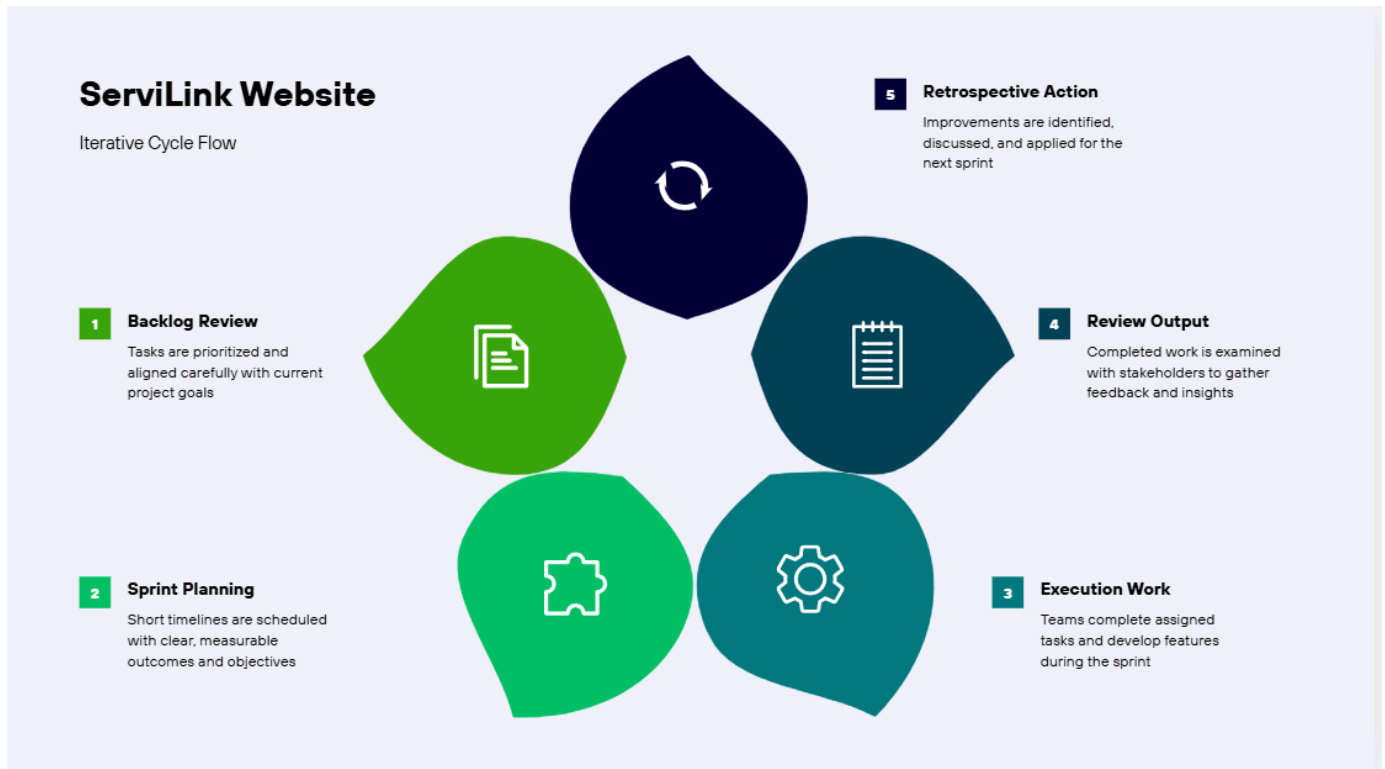 ServiLink Website
Iterative Cycle Flow
1
Backlog Review
Tasks are prioritized and
aligned carefully with current
project goals
2
Sprint Planning
Short timelines are scheduled
with clear, measurable
outcomes and objectives
3
Execution Work
Teams complete assigned
tasks and develop features
during the sprint
4
Review Output
Completed work is examined
with stakeholders to gather
feedback and insights
5
Retrospective Action
Improvements are identified,
discussed, and applied for the
next sprint